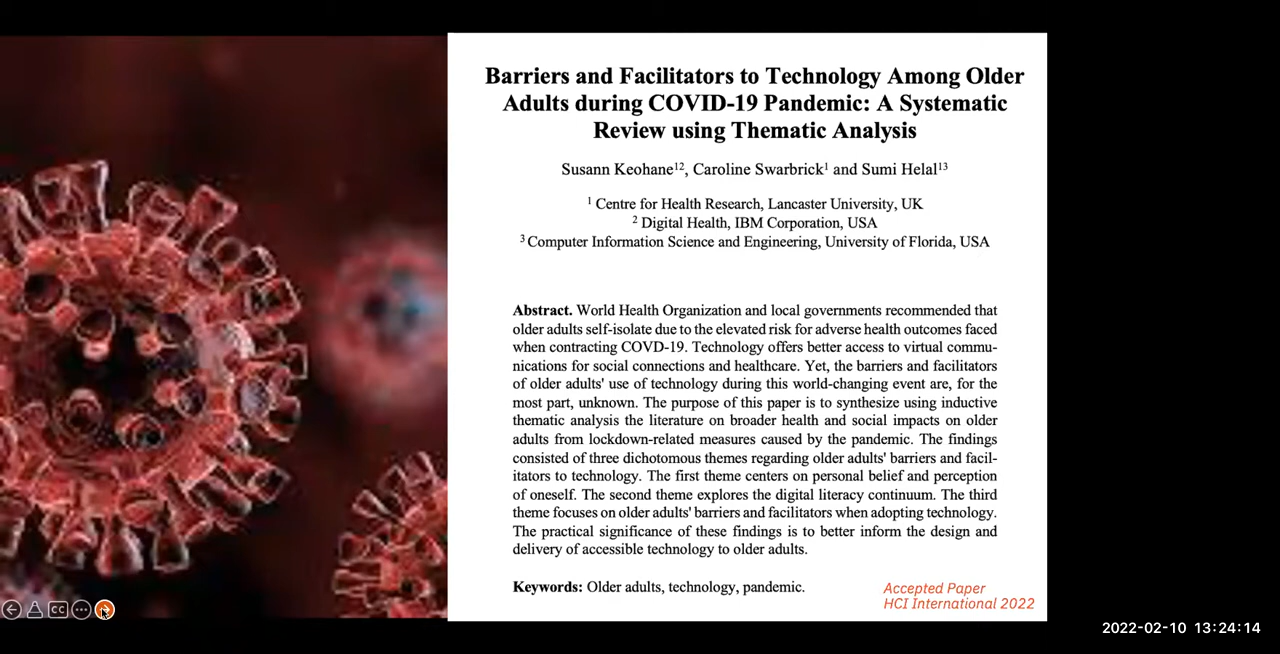 Barriers and Facilitators to Technology Among Older
Adults during COVID-19 Pandemic: A Systematic
Review using Thematic Analysis
Susann Keohane¹², Caroline Swarbrick¹ and Sumi Helal¹³
¹ Centre for Health Research, Lancaster University, UK
² Digital Health, IBM Corporation, USA
³ Computer Information Science and Engineering, University of Florida, USA
Abstract. World Health Organization and local governments recommended that
older adults self-isolate due to the elevated risk for adverse health outcomes faced
when contracting COVD-19. Technology offers better access to virtual commu-
nications for social connections and healthcare. Yet, the barriers and facilitators
of older adults' use of technology during this world-changing event are, for the
most part, unknown. The purpose of this paper is to synthesize using inductive
thematic analysis the literature on broader health and social impacts on older
adults from lockdown-related measures caused by the pandemic. The findings
consisted of three dichotomous themes regarding older adults' barriers and facil-
itators to technology. The first theme centers on personal belief and perception
of oneself. The second theme explores the digital literacy continuum. The third
theme focuses on older adults' barriers and facilitators when adopting technology.
The practical significance of these findings is to better inform the design and
delivery of accessible technology to older adults.
Keywords: Older adults, technology, pandemic.
Accepted Paper
HCI International 2022
CC
2022-02-10 13:24:14